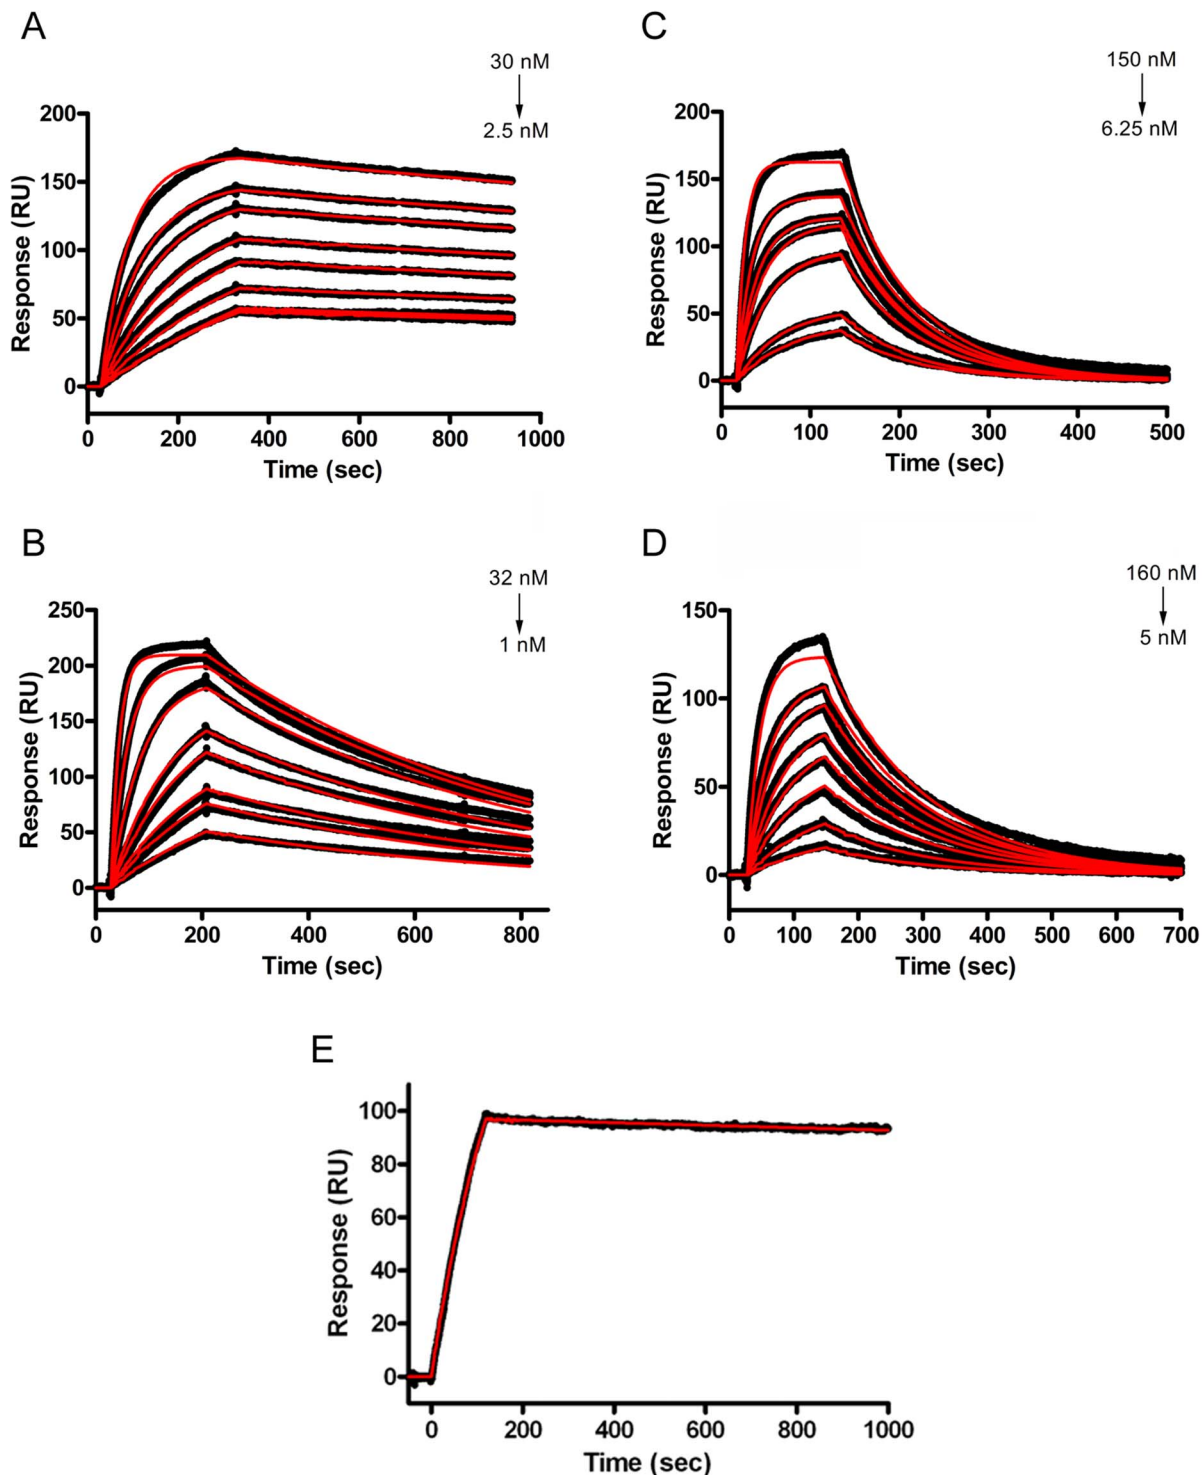 A
30 nM
2.5 nM
200
150
100
50
0
Response (RU)
0 200 400 600 800 1000
Time (sec)
C
150 nM
6.25 nM
200
150
100
50
0
Response (RU)
0 100 200 300 400 500
Time (sec)
B
32 nM
1 nM
250
200
150
100
50
0
Response (RU)
0 200 400 600 800
Time (sec)
D
160 nM
5 nM
150
100
50
0
Response (RU)
0 100 200 300 400 500 600 700
Time (sec)
E
100
80
60
40
20
0
Response (RU)
0 200 400 600 800 1000
Time (sec)